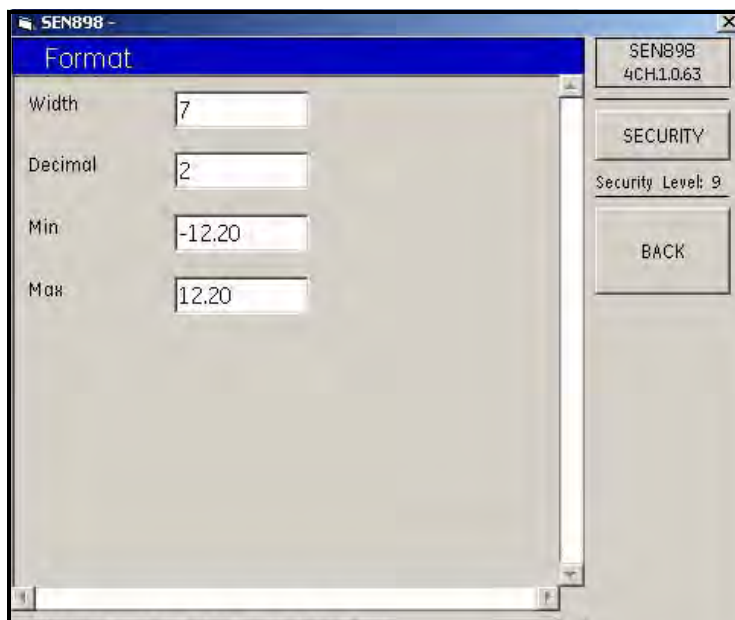 SEN898 -
Format
Width
7
Decimal
2
Min
-12.20
Max
12.20
SEN898
4CH.1.0.63
SECURITY
Security Level: 9
BACK